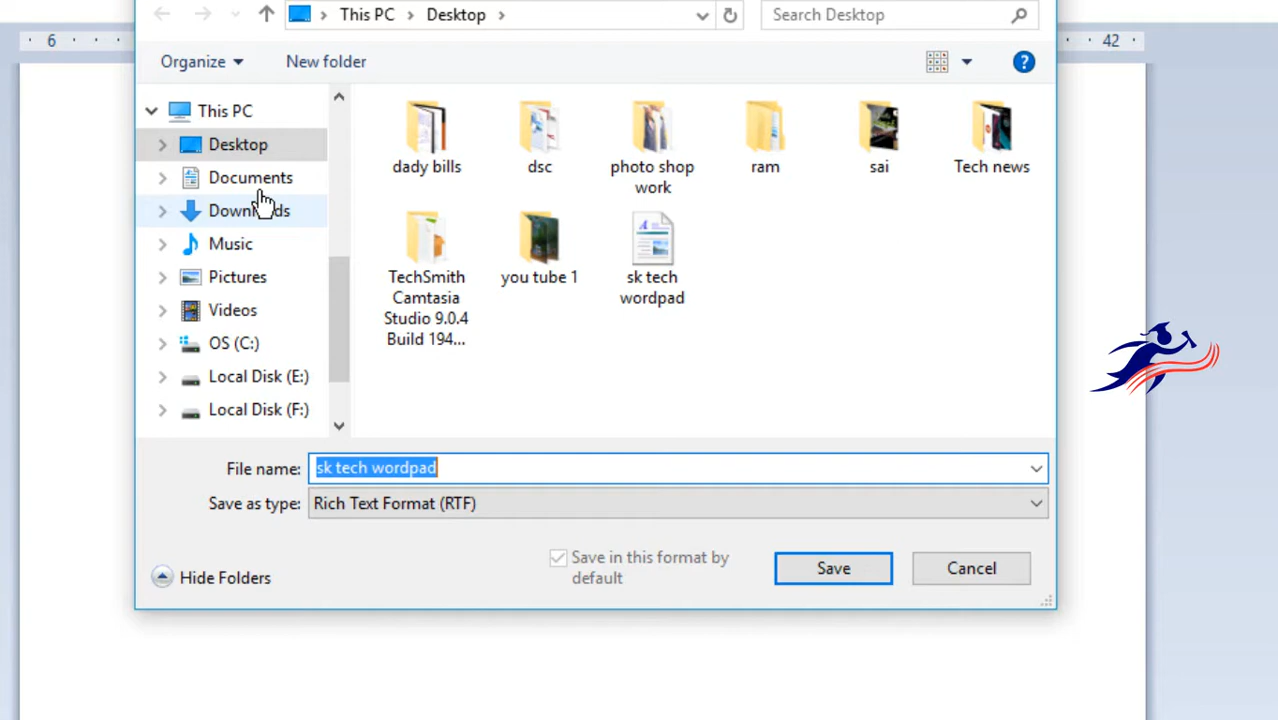 6
42
This PC
Desktop
Search Desktop
Organize
New folder
This PC
Desktop
Documents
Downloads
Music
Pictures
Videos
OS (C:)
Local Disk (E:)
Local Disk (F:)
dady bills
dsc
photo shop
work
ram
sai
Tech news
TechSmith
Camtasia
Studio 9.0.4
Build 194...
you tube 1
sk tech
wordpad
File name:
sk tech wordpad
Save as type:
Rich Text Format (RTF)
Save in this format by
default
Save
Cancel
Hide Folders